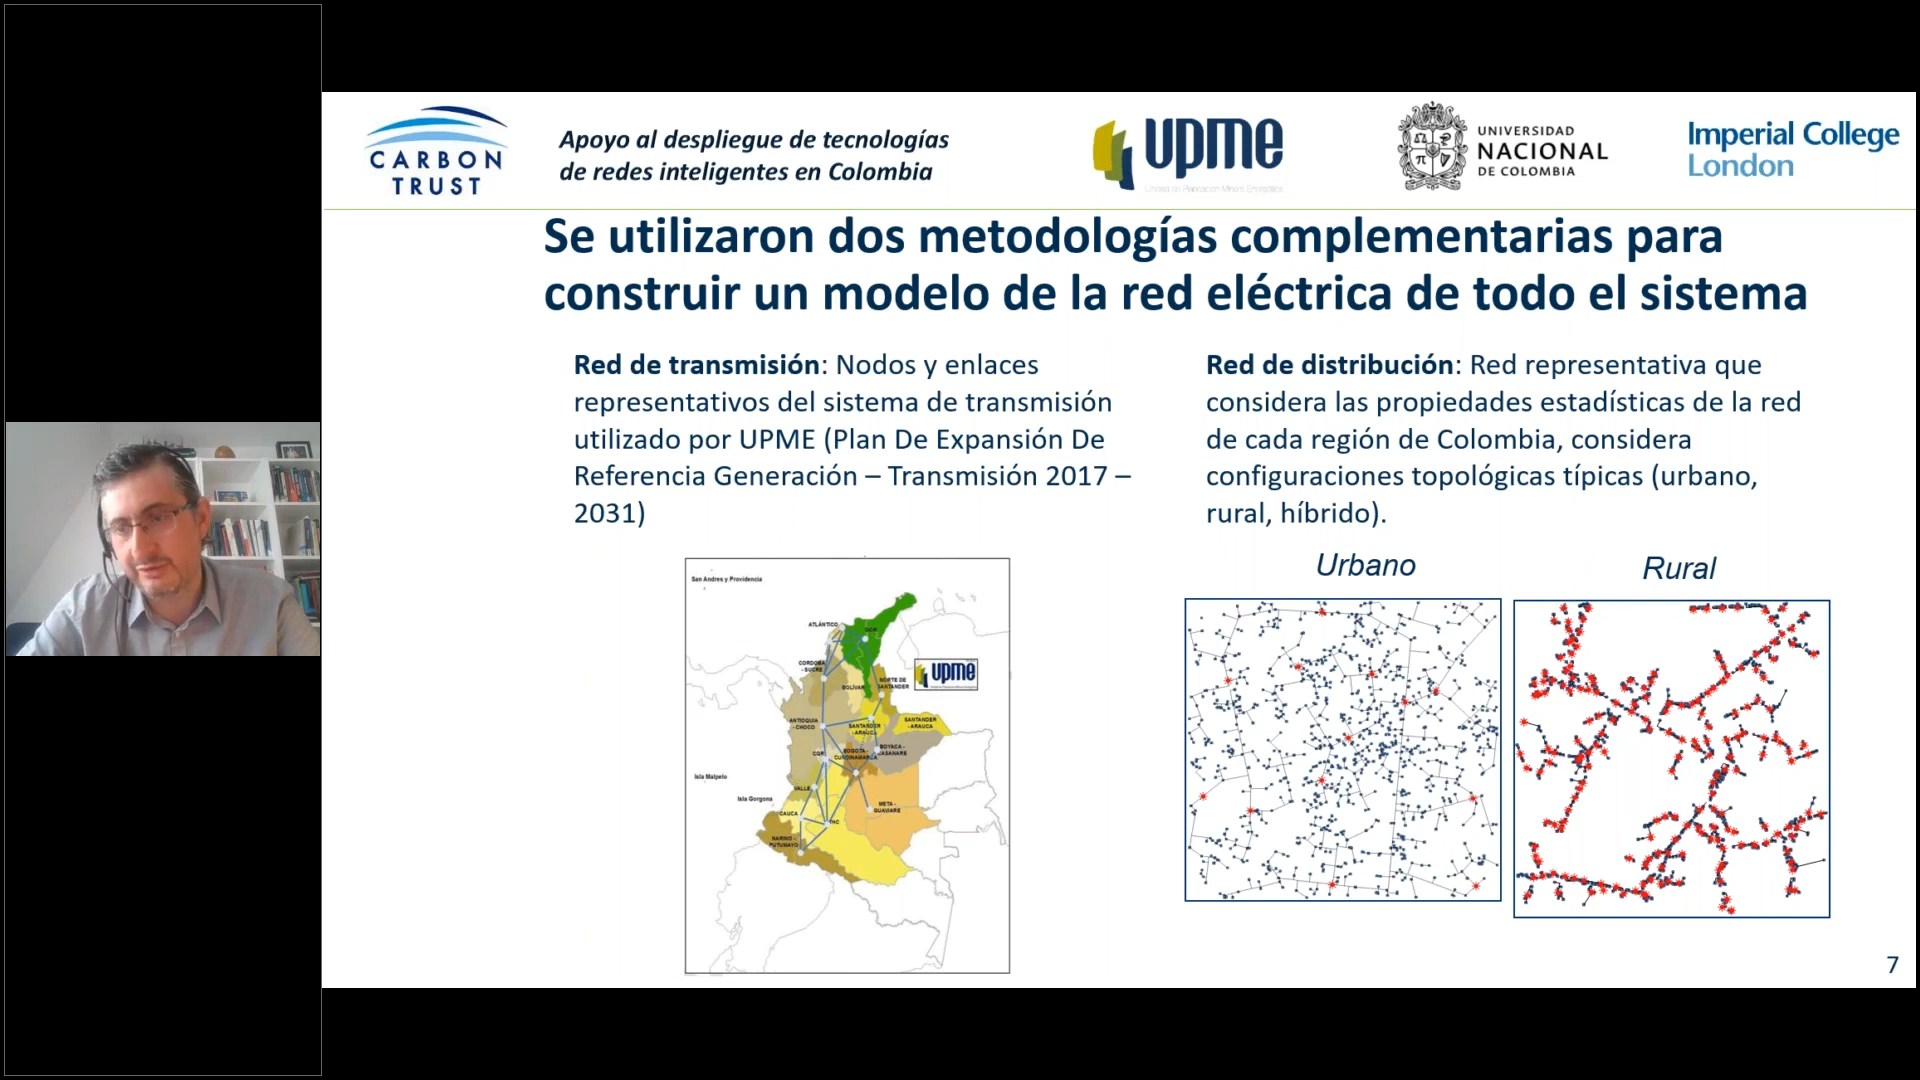 CARBON
TRUST
Apoyo al despliegue de tecnologías
de redes inteligentes en Colombia
upme
Unidad de Planeación Minero Energética
UNIVERSIDAD
NACIONAL
DE COLOMBIA
Imperial College
London
Se utilizaron dos metodologías complementarias para
construir un modelo de la red eléctrica de todo el sistema
Red de transmisión: Nodos y enlaces
representativos del sistema de transmisión
utilizado por UPME (Plan De Expansión De
Referencia Generación – Transmisión 2017 –
2031)
Red de distribución: Red representativa que
considera las propiedades estadísticas de la red
de cada región de Colombia, considera
configuraciones topológicas típicas (urbano,
rural, híbrido).
Urbano
Rural
San Andres y Providencia
ATLÁNTICO
GCM
CORDOBA
- SUCRE
BOLÍVAR
NORTE DE
SANTANDER
upme
ANTIOQUIA
- CHOCO
SANTANDER
- ARAUCA
SANTANDER
- ARAUCA
CQR
BOGOTA -
CUNDINAMARCA
BOYACA -
CASANARE
Isla Malpelo
VALLE
Isla Gorgona
META -
GUAVIARE
CAUCA
THC
NARIÑO -
PUTUMAYO
7